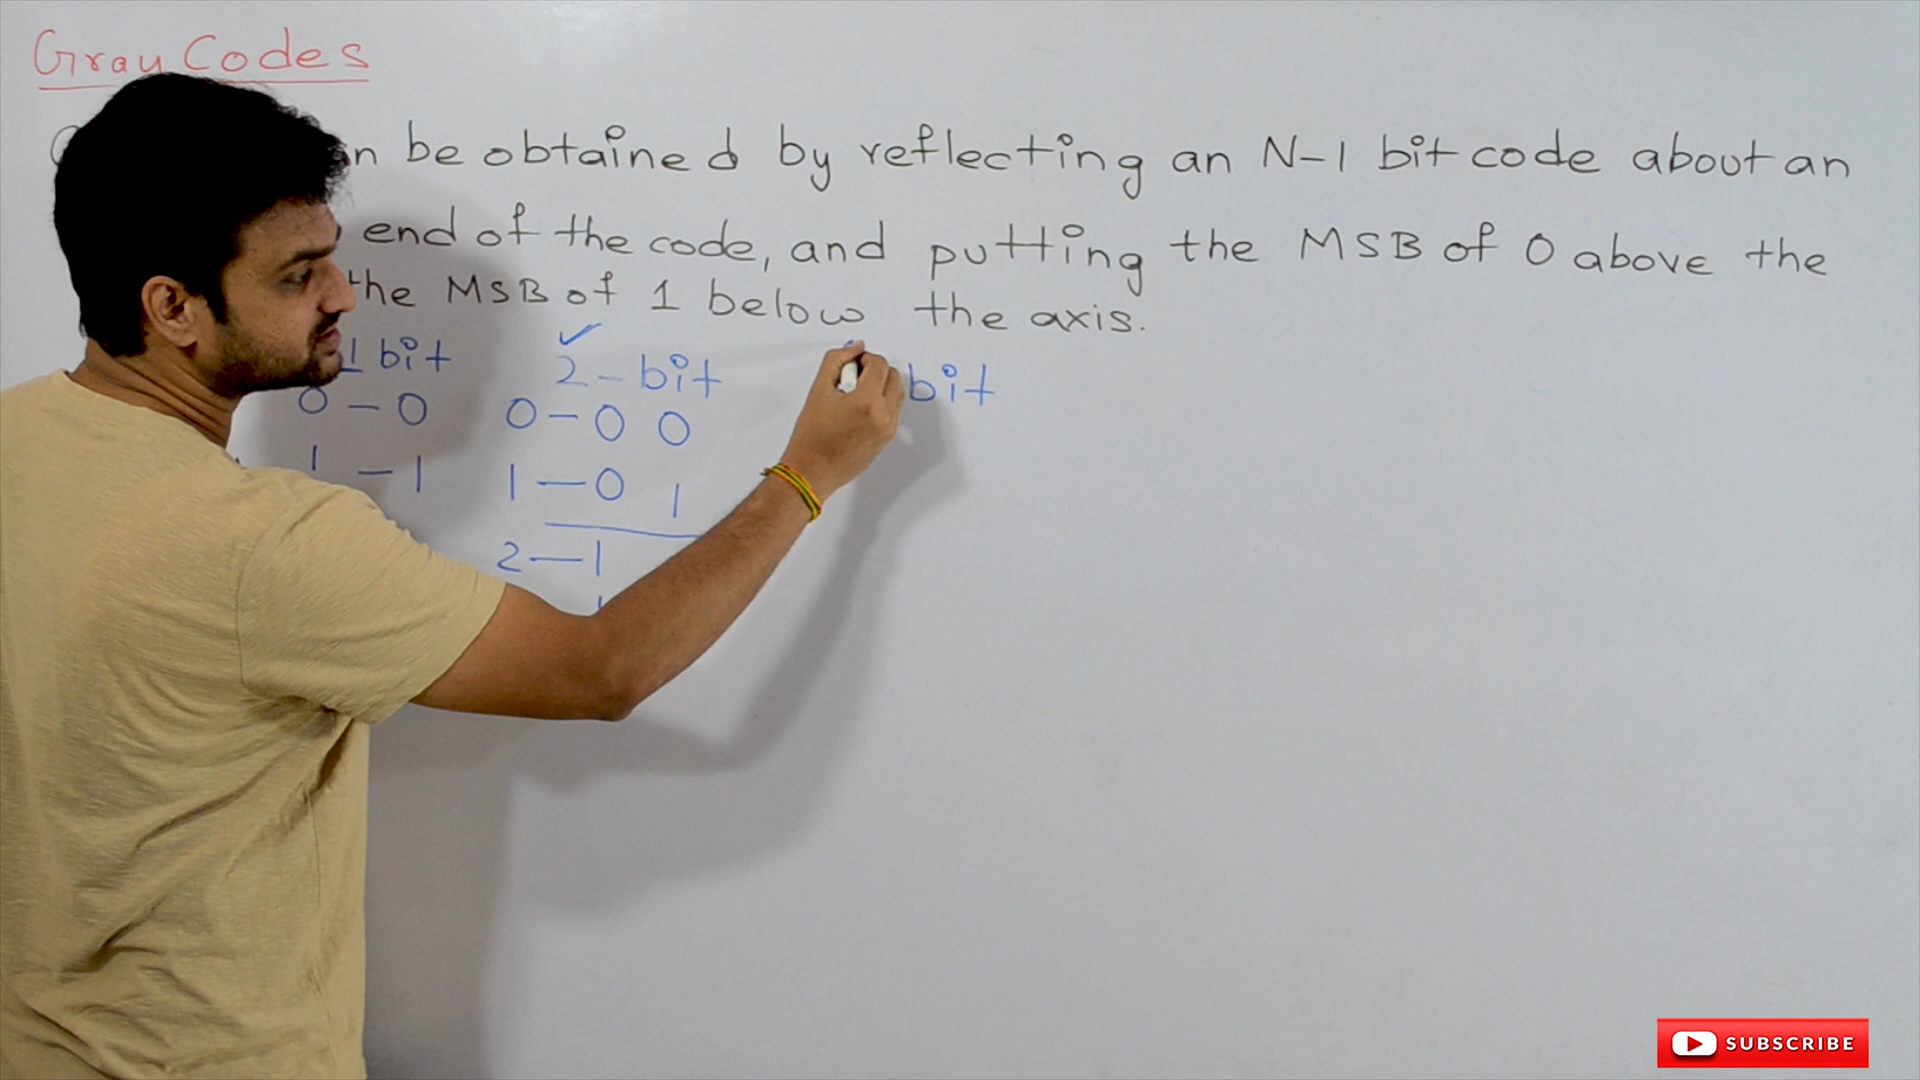 Gray Codes
n be obtained by reflecting an N-1 bit code about an
end of the code, and putting the MSB of 0 above the
the MSB of 1 below the axis.
1 bit 2-bit bit
0-0 0-0 0
1-1 1-0 1
2-1
SUBSCRIBE